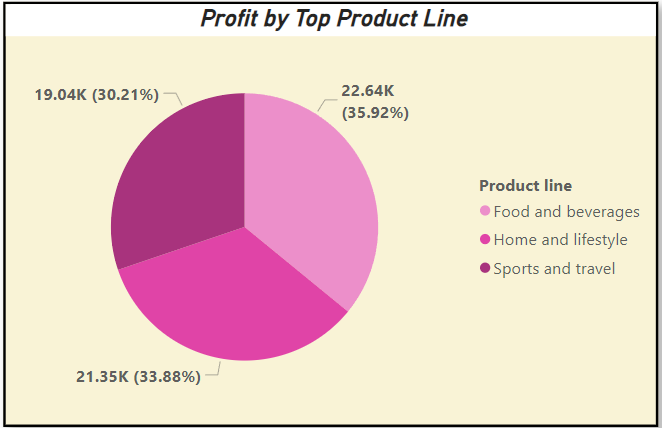 Profit by Top Product Line
19.04K (30.21%)
22.64K
(35.92%)
Product line
Food and beverages
Home and lifestyle
Sports and travel
21.35K (33.88%)